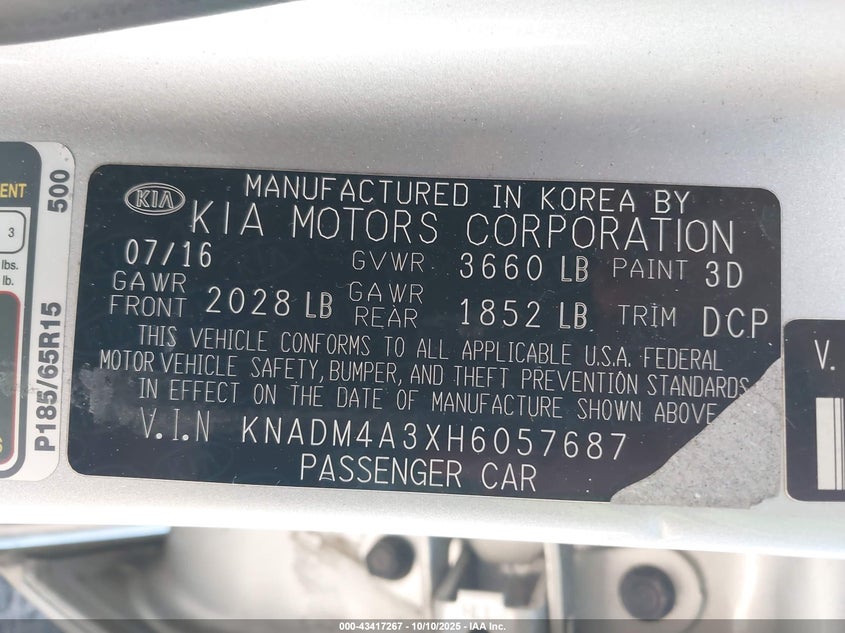 ENT
3
lbs.
lb.
S
P185/65R15 500
KIA
MANUFACTURED IN KOREA BY
KIA MOTORS CORPORATION
07/16 GVWR 3660 LB PAINT 3D
GAWR FRONT 2028 LB GAWR REAR 1852 LB TRIM DCP
THIS VEHICLE CONFORMS TO ALL APPLICABLE U.S.A. FEDERAL
MOTOR VEHICLE SAFETY, BUMPER, AND THEFT PREVENTION STANDARDS
IN EFFECT ON THE DATE OF MANUFACTURE SHOWN ABOVE
V.I.N KNADM4A3XH6057687
PASSENGER CAR
V.
000-43417267 - 10/10/2025 - IAA Inc.